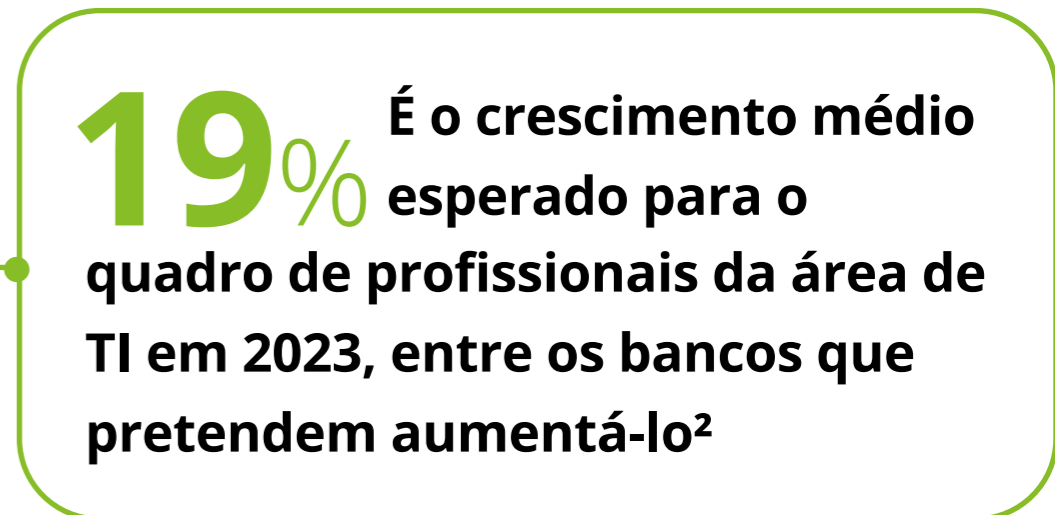 19% É o crescimento médio
esperado para o
quadro de profissionais da área de
TI em 2023, entre os bancos que
pretendem aumentá-lo²